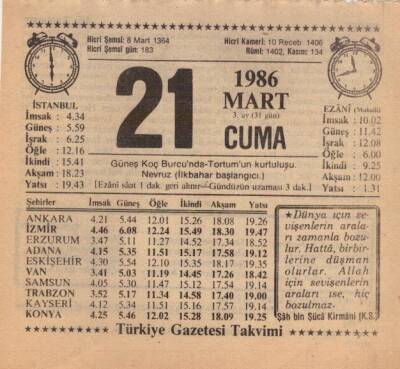 Hicri Şemsî: 8 Mart 1364
Hicri Şemsî gün: 183
Hicri Kamerî: 10 Receb: 1406
Rûmî: 1402, Kasım: 134
21
1986
MART
3. ay (31 gün)
CUMA
İSTANBUL
İmsak : 4.34
Güneş : 5.59
İşrak : 6.25
Öğle : 12.16
İkindi : 15.41
Akşam : 18.23
Yatsı : 19.43
EZÂNÎ (Mahallî)
İmsak : 10.02
Güneş : 11.42
İşrak : 12.08
Öğle : 6.00
İkindi : 9.25
Akşam : 12.00
Yatsı : 1.31
Güneş Koç Burcu'nda-Tortum'un kurtuluşu.
Nevruz (İlkbahar başlangıcı.)
[Ezânî sâat 1 dak. geri alınır—Gündüzün uzaması 3 dak.]
Şehirler İmsak Güneş Öğle İkindi Akşam Yatsı
ANKARA 4.21 5.44 12.01 15.26 18.08 19.26
İZMİR 4.46 6.08 12.24 15.49 18.30 19.47
ERZURUM 3.47 5.11 11.27 14.52 17.34 18.52
ADANA 4.15 5.35 11.51 15.17 17.58 19.12
ESKİŞEHİR 4.30 5.54 12.10 15.35 18.17 19.35
VAN 3.41 5.03 11.19 14.45 17.26 18.42
SAMSUN 4.05 5.30 11.47 15.12 17.54 19.14
TRABZON 3.52 5.17 11.34 14.58 17.40 19.00
KAYSERİ 4.12 5.34 11.51 15.16 17.57 19.14
KONYA 4.25 5.46 12.02 15.28 18.09 19.25
★Dünya için se-
vişenlerin arala-
rı zamanla bozu-
lur. Hattâ, birbir-
lerine düşman
olurlar. Allah
için sevişenlerin
araları ise, hiç
bozulmaz.
Şâh bin Şücâ Kirmânî (K.S.)
★★★★★★★ Türkiye Gazetesi Takvimi ★★★★★★★